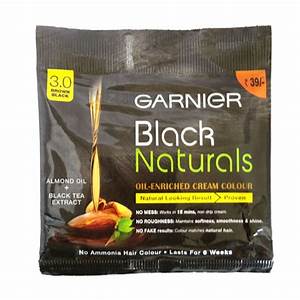 3.0
BROWN
BLACK
₹ 39/-
GARNIER
Black
Naturals
OIL-ENRICHED CREAM COLOUR
Natural Looking Result > Proven
ALMOND OIL
+
BLACK TEA
EXTRACT
NO MESS: Works in 15 mins, non drip cream.
NO ROUGHNESS: Maintains softness, smoothness & shine.
NO FAKE results: Colour matches natural hair.
No Ammonia Hair Colour • Lasts For 6 Weeks